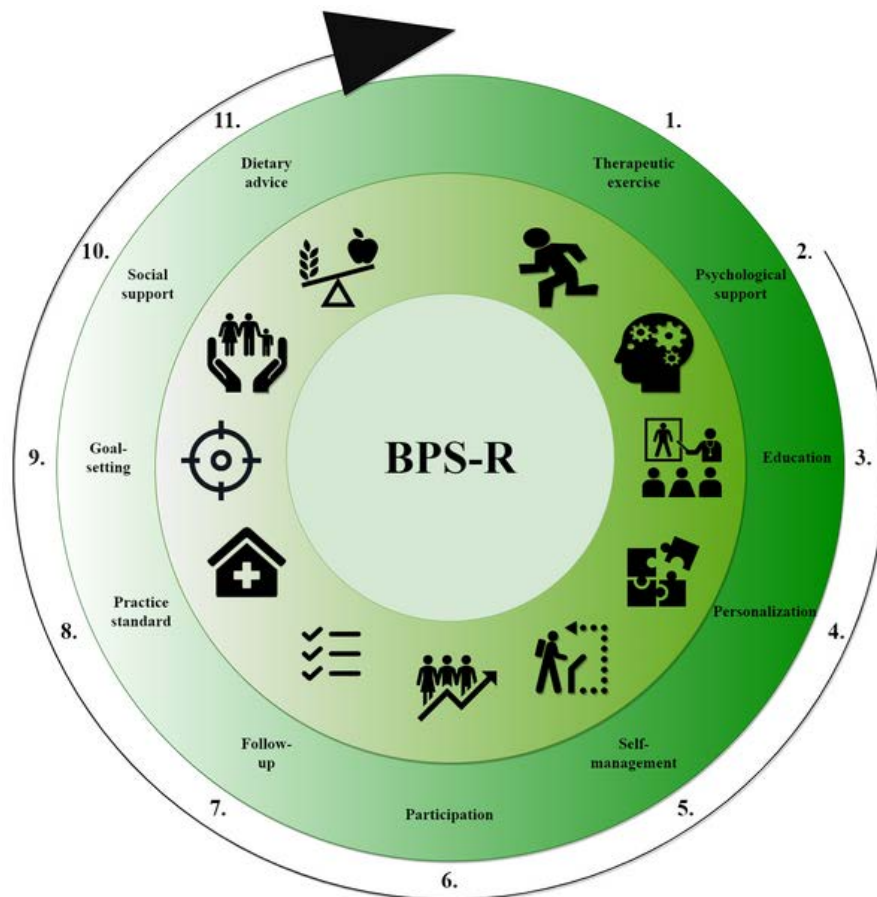 1.
Therapeutic
exercise
2.
Psychological
support
3.
Education
4.
Personalization
5.
Self-
management
6.
Participation
7.
Follow-
up
8.
Practice
standard
9.
Goal-
setting
10.
Social
support
11.
Dietary
advice
BPS-R